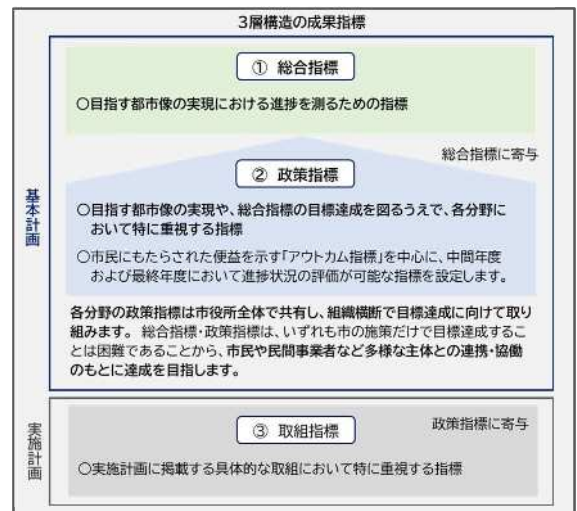 3層構造の成果指標
① 総合指標
○目指す都市像の実現における進捗を測るための指標
総合指標に寄与
② 政策指標
基本計画
○目指す都市像の実現や、総合指標の目標達成を図るうえで、各分野に
おいて特に重視する指標
○市民にもたらされた便益を示す「アウトカム指標」を中心に、中間年度
および最終年度において進捗状況の評価が可能な指標を設定します。
各分野の政策指標は市役所全体で共有し、組織横断で目標達成に向けて取り
組みます。 総合指標・政策指標は、いずれも市の施策だけで目標達成するこ
とは困難であることから、市民や民間事業者など多様な主体との連携・協働
のもとに達成を目指します。
実施計画
③ 取組指標
政策指標に寄与
○実施計画に掲載する具体的な取組において特に重視する指標